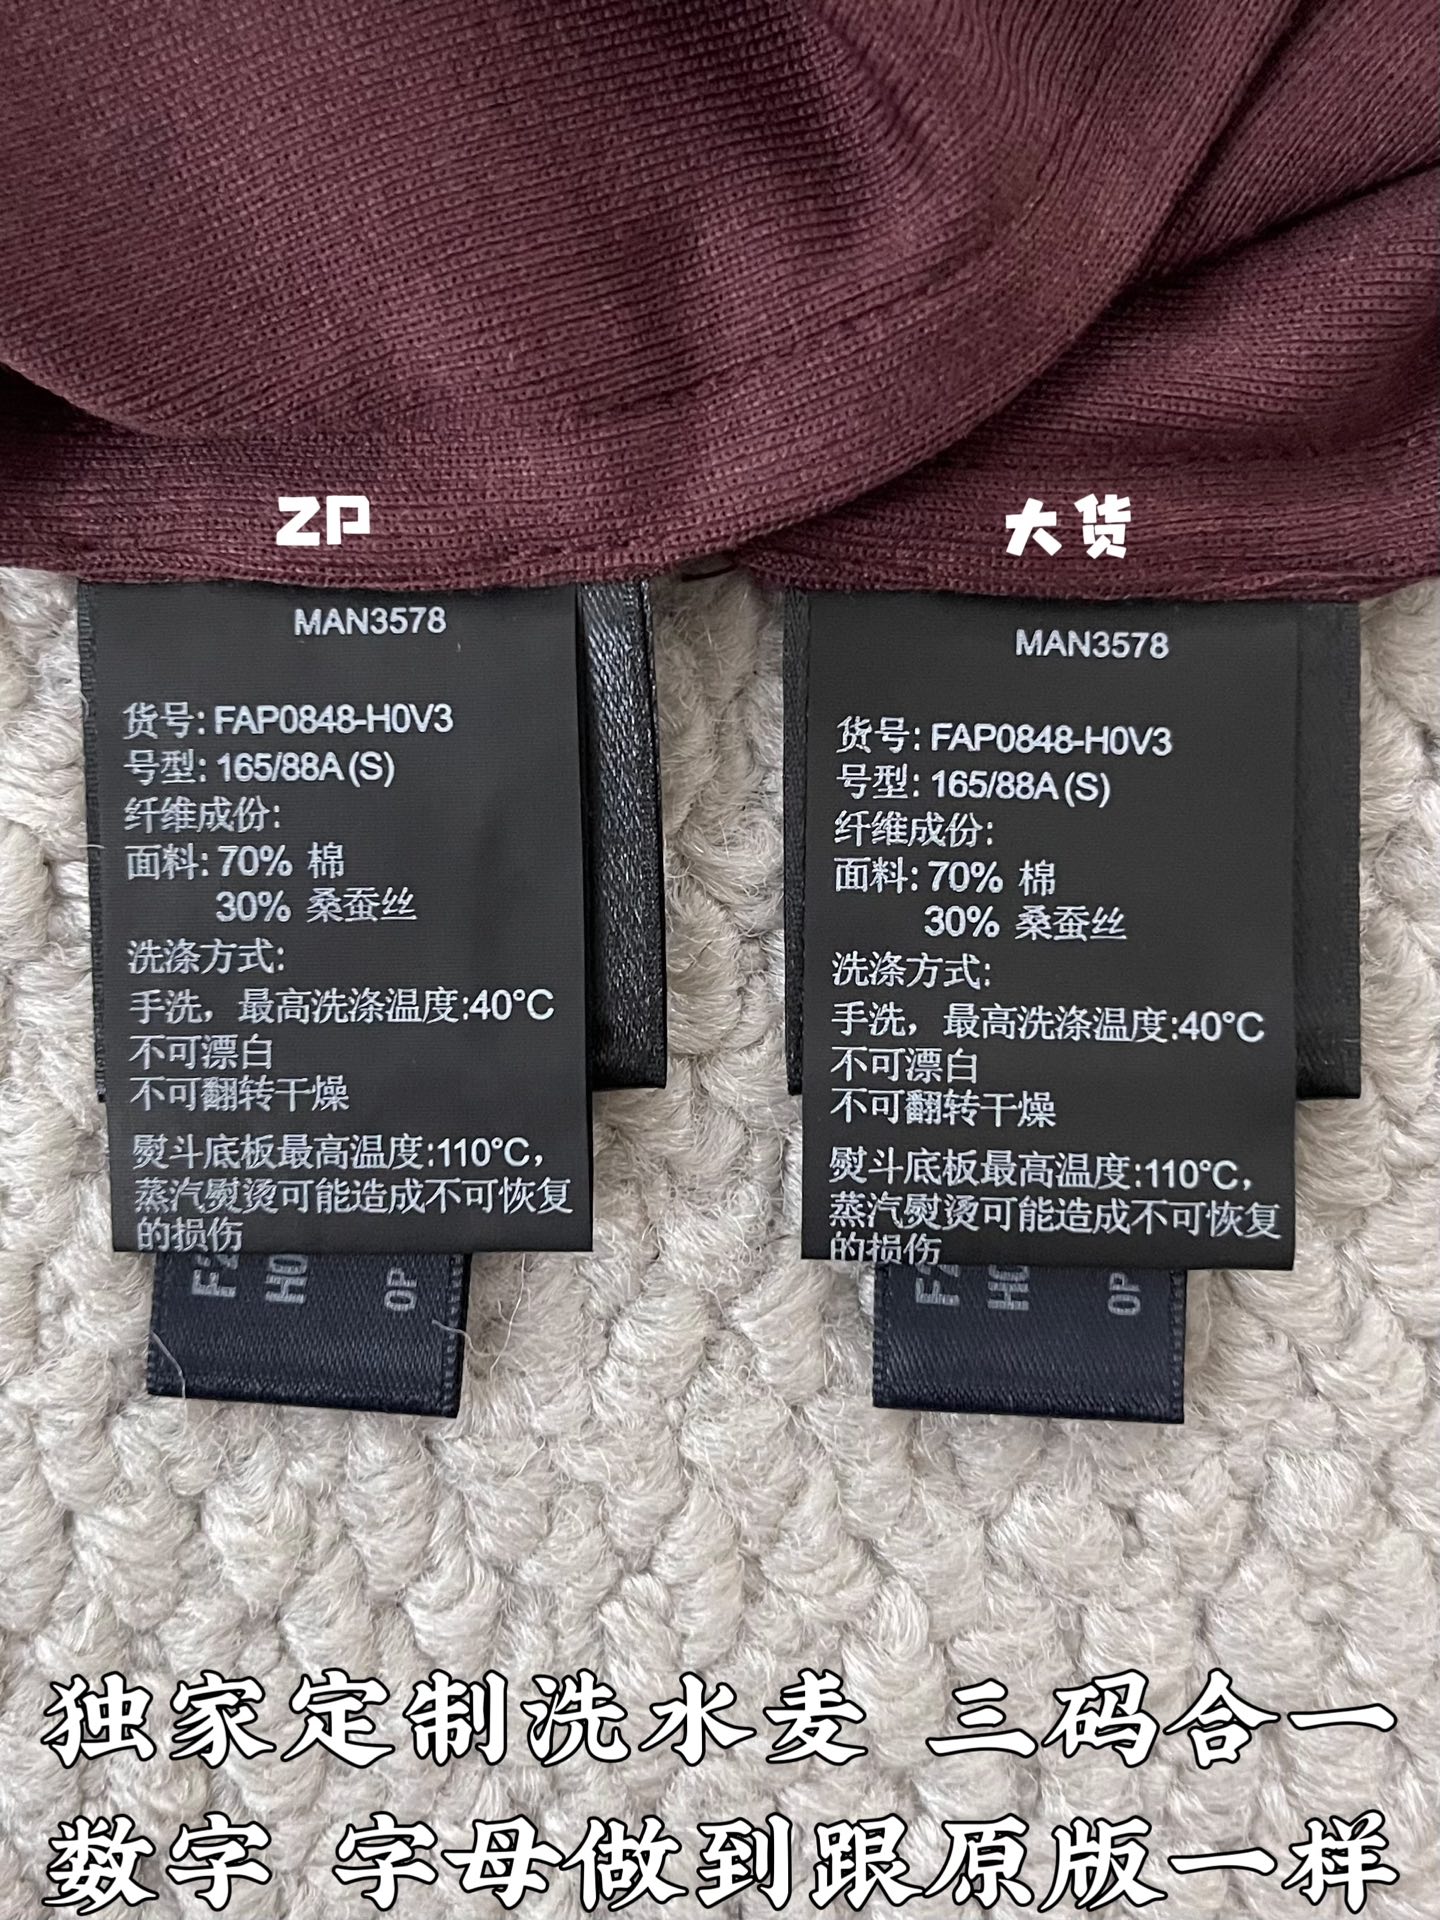 ZP
大货
MAN3578
货号: FAP0848-H0V3
号型: 165/88A (S)
纤维成份:
面料: 70% 棉
30% 桑蚕丝
洗涤方式:
手洗，最高洗涤温度:40°C
不可漂白
不可翻转干燥
熨斗底板最高温度:110°C，
蒸汽熨烫可能造成不可恢复
的损伤
0P
MAN3578
货号: FAP0848-H0V3
号型: 165/88A (S)
纤维成份:
面料: 70% 棉
30% 桑蚕丝
洗涤方式:
手洗，最高洗涤温度:40°C
不可漂白
不可翻转干燥
熨斗底板最高温度:110°C，
蒸汽熨烫可能造成不可恢复
的损伤
0P
独家定制洗水麦 三码合一
数字 字母做到跟原版一样